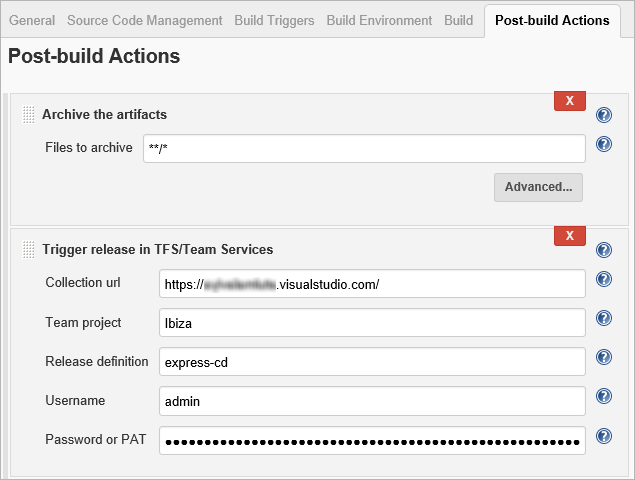 General Source Code Management Build Triggers Build Environment Build Post-build Actions
Post-build Actions
X
Archive the artifacts ?
Files to archive **/* ?
Advanced...
X
Trigger release in TFS/Team Services ?
Collection url https:// .visualstudio.com/ ?
Team project Ibiza ?
Release definition express-cd ?
Username admin ?
Password or PAT ?